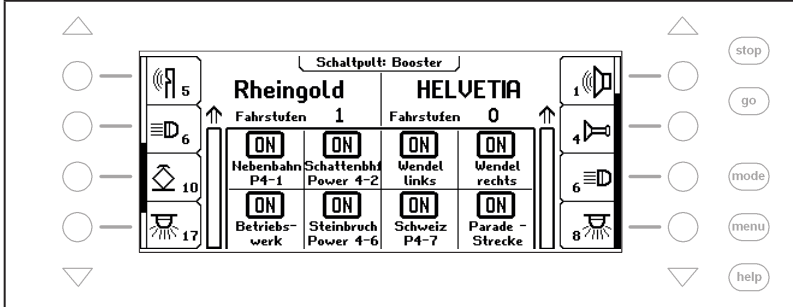 Schaltpult: Booster
Rheingold HELVETIA
Fahrstufen 1 Fahrstufen 0
5 1
6 4
10 6
17 8
ON ON ON ON
Nebenbahn Schattenbhf Wendel Wendel
P4-1 Power 4-2 links rechts
ON ON ON ON
Betriebs- Steinbruch Schweiz Parade -
werk Power 4-6 P4-7 Strecke
stop
go
mode
menu
help